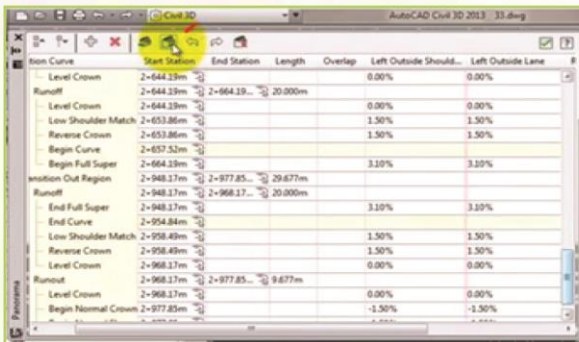 Civil 3D AutoCAD Civil 3D 2013 33.dwg
tion Curve Start Station End Station Length Overlap Left Outside Should... Left Outside Lane R
Level Crown 2+644.19m 0.00% 0.00%
Runoff 2+644.19m 2+664.19... 20.000m
Level Crown 2+644.19m 0.00% 0.00%
Low Shoulder Match 2+653.86m 1.50% 1.50%
Reverse Crown 2+653.86m 1.50% 1.50%
Begin Curve 2+657.52m
Begin Full Super 2+664.19m 3.10% 3.10%
ansition Out Region 2+948.17m 2+977.85... 29.677m
Runoff 2+948.17m 2+968.17... 20.000m
End Full Super 2+948.17m 3.10% 3.10%
End Curve 2+954.84m
Low Shoulder Match 2+958.49m 1.50% 1.50%
Reverse Crown 2+958.49m 1.50% 1.50%
Level Crown 2+968.17m 0.00% 0.00%
Runout 2+968.17m 2+977.85... 9.677m
Level Crown 2+968.17m 0.00% 0.00%
Begin Normal Crown 2+977.85m -1.50% -1.50%
Panorama